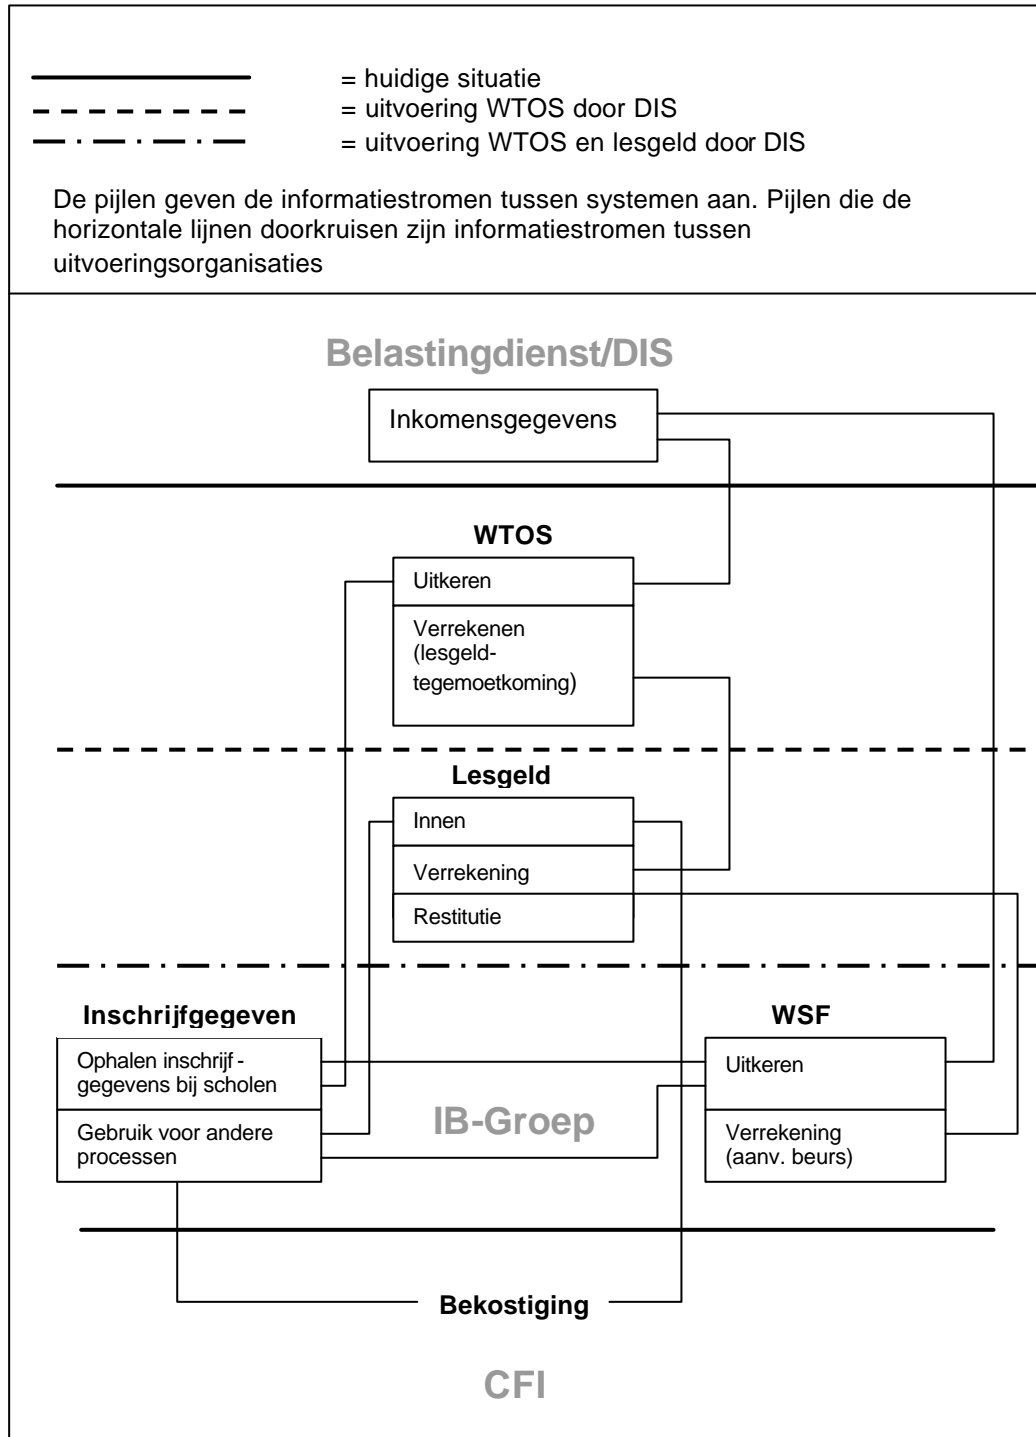 = huidige situatie
= uitvoering WTOS door DIS
= uitvoering WTOS en lesgeld door DIS
De pijlen geven de informatiestromen tussen systemen aan. Pijlen die de
horizontale lijnen doorkruisen zijn informatiestromen tussen
uitvoeringsorganisaties
Belastingdienst/DIS
Inkomensgegevens
WTOS
Uitkeren
Verrekenen
(lesgeld-
tegemoetkoming)
Lesgeld
Innen
Verrekening
Restitutie
Inschrijfgegeven
Ophalen inschrijf-
gegevens bij scholen
Gebruik voor andere
processen
IB-Groep
WSF
Uitkeren
Verrekening
(aanv. beurs)
Bekostiging
CFI